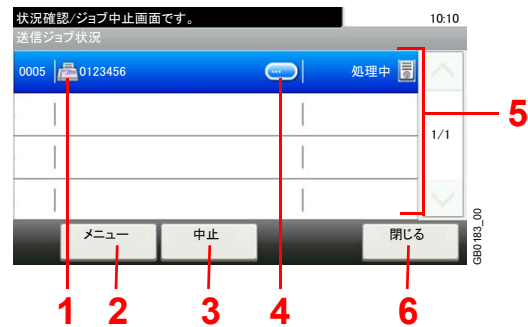 状況確認/ジョブ中止画面です。 10:10
送信ジョブ状況
0005 0123456 ... 処理中
5
1/1
メニュー 中止 閉じる
GB0183_00
1 2 3 4 6